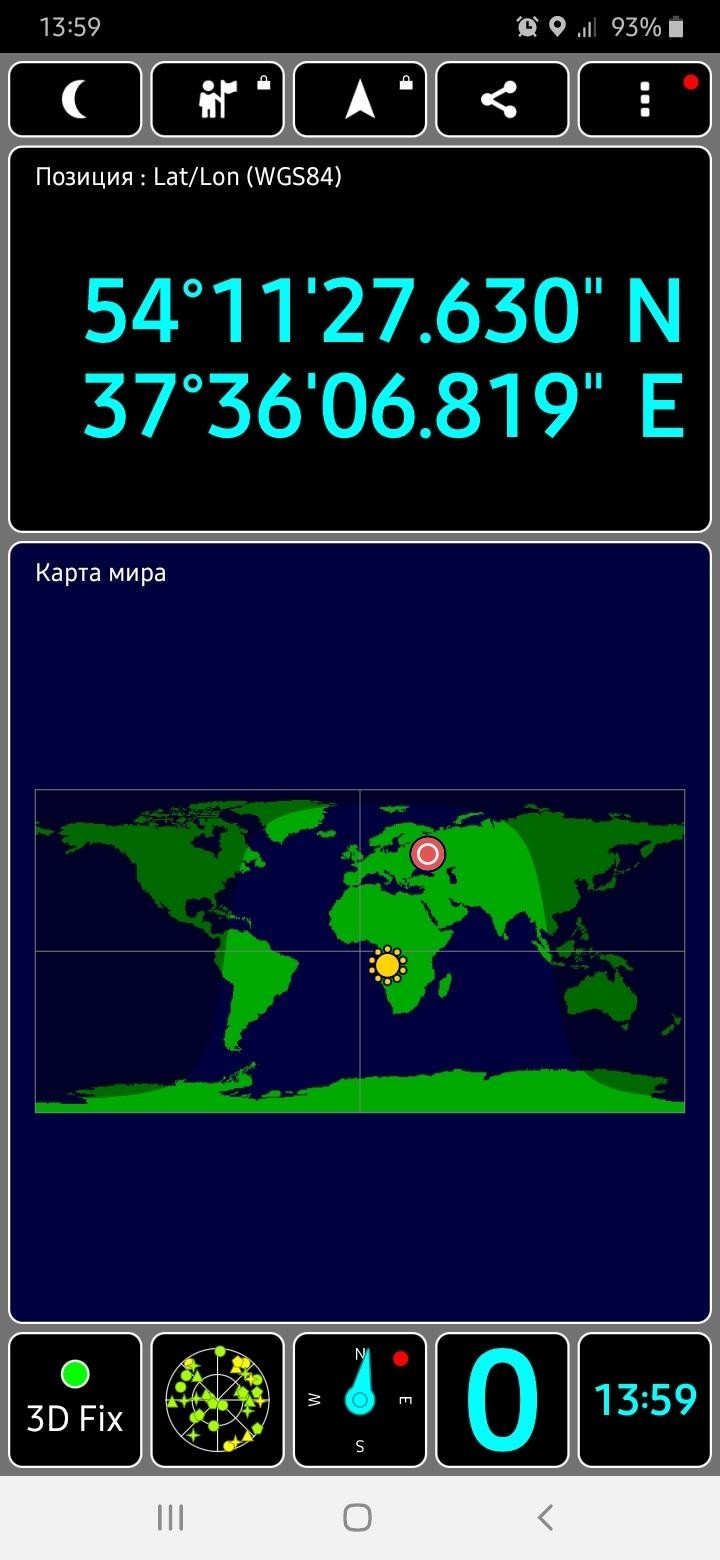 13:59
93%
Позиция : Lat/Lon (WGS84)
54°11'27.630" N
37°36'06.819" E
Карта мира
3D Fix
N
W
E
S
0
13:59